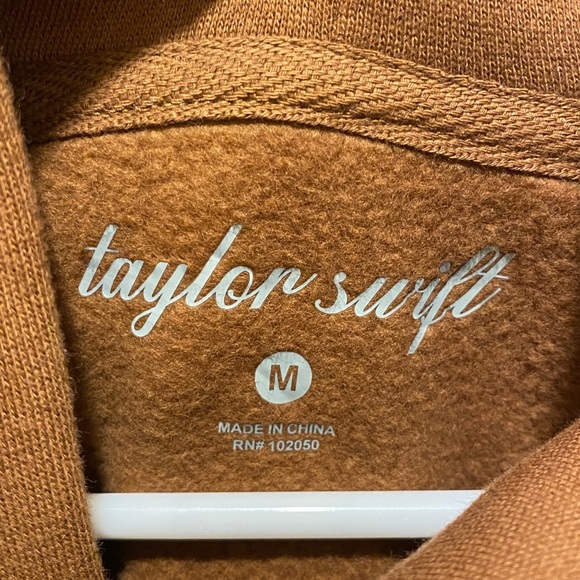 taylor swift
M
MADE IN CHINA
RN# 102050